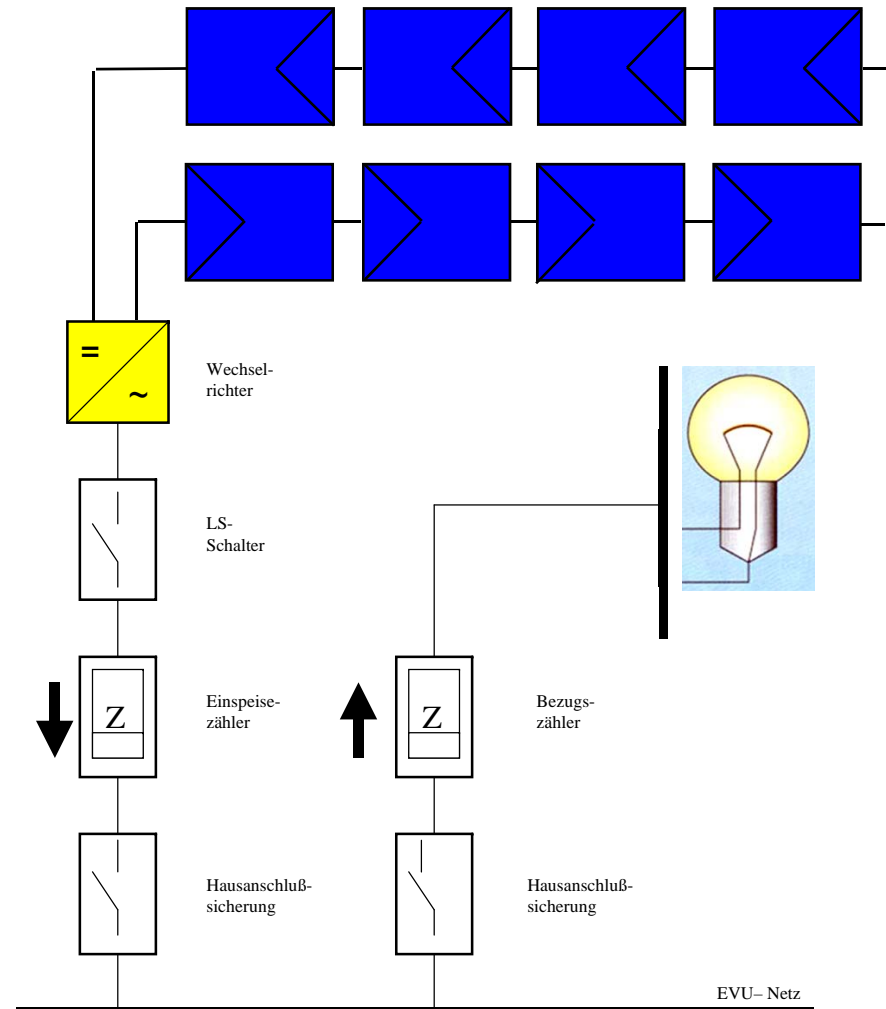 =
~
Wechsel-
richter
LS-
Schalter
Z
Einspeise-
zähler
Z
Bezugs-
zähler
Hausanschluß-
sicherung
Hausanschluß-
sicherung
EVU– Netz